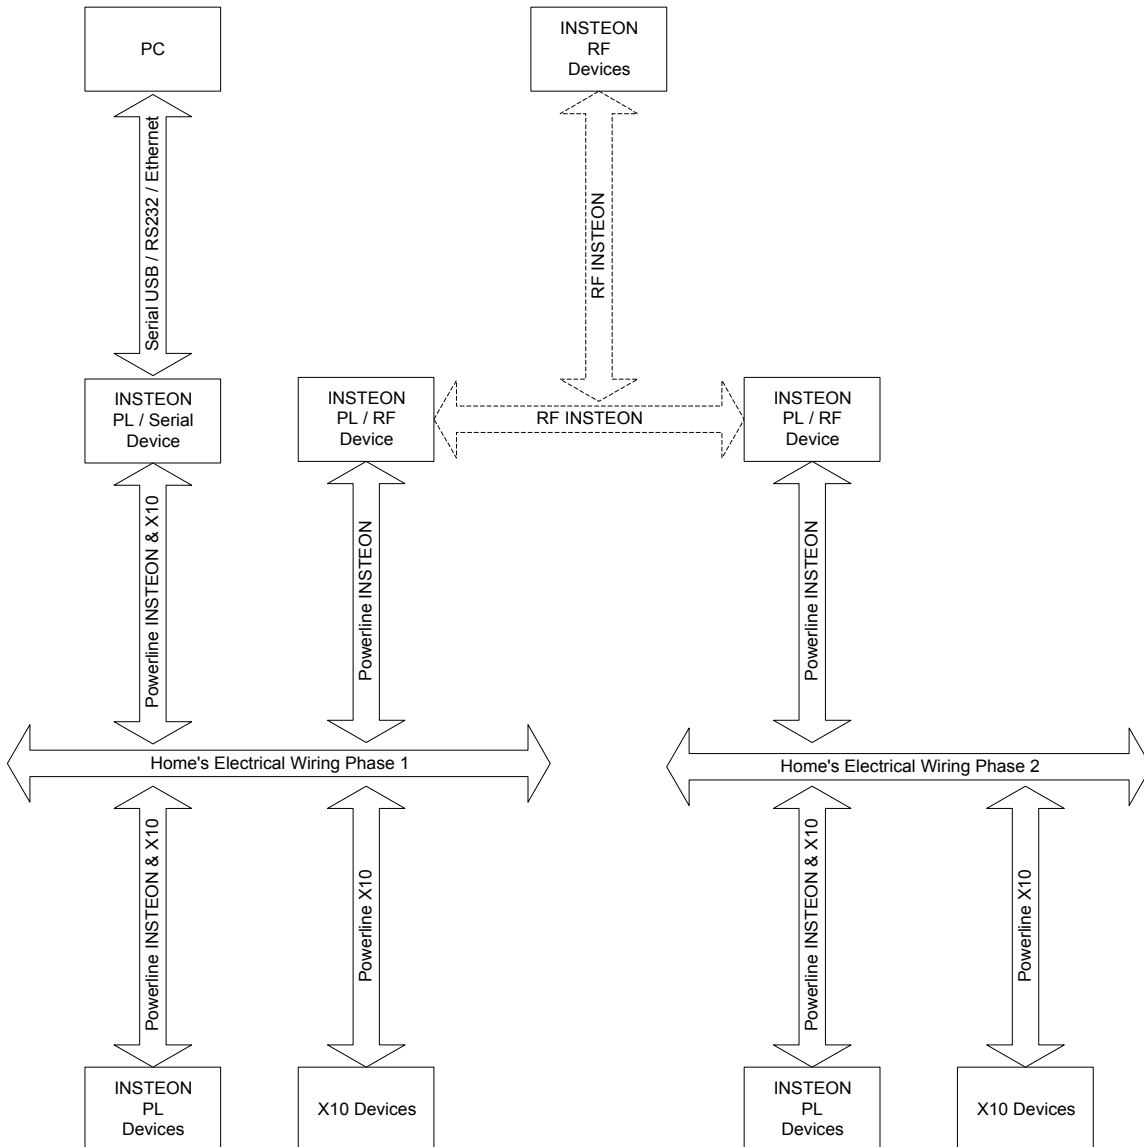 PC
INSTEON
RF
Devices
Serial USB / RS232 / Ethernet
RF INSTEON
INSTEON
PL / Serial
Device
INSTEON
PL / RF
Device
RF INSTEON
INSTEON
PL / RF
Device
Powerline INSTEON & X10
Powerline INSTEON
Powerline INSTEON
Home's Electrical Wiring Phase 1
Home's Electrical Wiring Phase 2
Powerline INSTEON & X10
Powerline X10
Powerline INSTEON & X10
Powerline X10
INSTEON
PL
Devices
X10 Devices
INSTEON
PL
Devices
X10 Devices